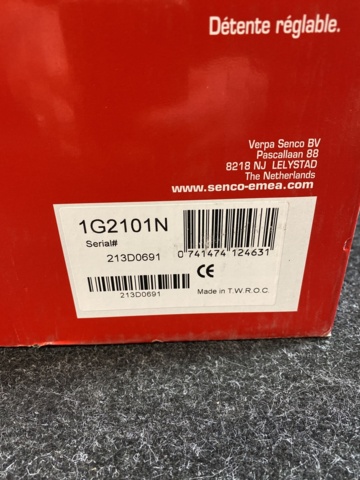 Détente réglable.
Verpa Senco BV
Pascallaan 88
8218 NJ LELYSTAD
The Netherlands
www.senco-emea.com
1G2101N
Serial#
213D0691
0 741474 124631
213D0691
CE
Made in T.W.R.O.C.